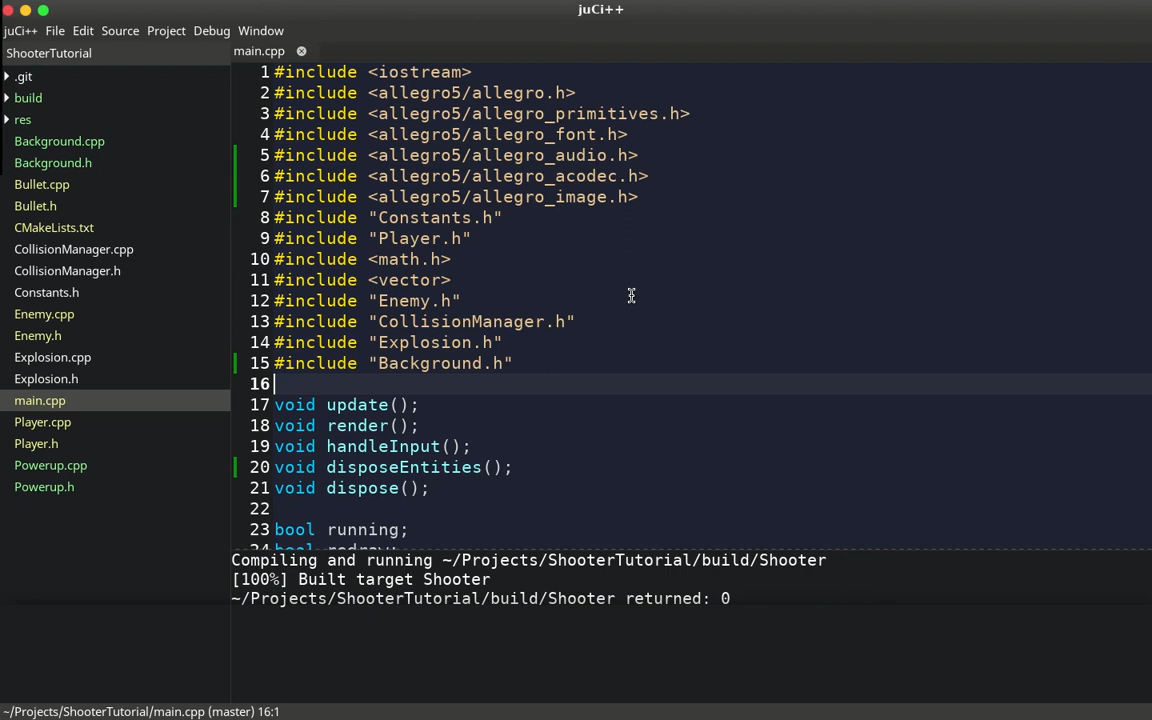 juCi++
juCi++ File Edit Source Project Debug Window
ShooterTutorial
main.cpp
.git
build
res
Background.cpp
Background.h
Bullet.cpp
Bullet.h
CMakeLists.txt
CollisionManager.cpp
CollisionManager.h
Constants.h
Enemy.cpp
Enemy.h
Explosion.cpp
Explosion.h
main.cpp
Player.cpp
Player.h
Powerup.cpp
Powerup.h
1 #include <iostream>
2 #include <allegro5/allegro.h>
3 #include <allegro5/allegro_primitives.h>
4 #include <allegro5/allegro_font.h>
5 #include <allegro5/allegro_audio.h>
6 #include <allegro5/allegro_acodec.h>
7 #include <allegro5/allegro_image.h>
8 #include "Constants.h"
9 #include "Player.h"
10 #include <math.h>
11 #include <vector>
12 #include "Enemy.h"
13 #include "CollisionManager.h"
14 #include "Explosion.h"
15 #include "Background.h"
16
17 void update();
18 void render();
19 void handleInput();
20 void disposeEntities();
21 void dispose();
22
23 bool running;
24 bool redraw;
Compiling and running ~/Projects/ShooterTutorial/build/Shooter
[100%] Built target Shooter
~/Projects/ShooterTutorial/build/Shooter returned: 0
~/Projects/ShooterTutorial/main.cpp (master) 16:1